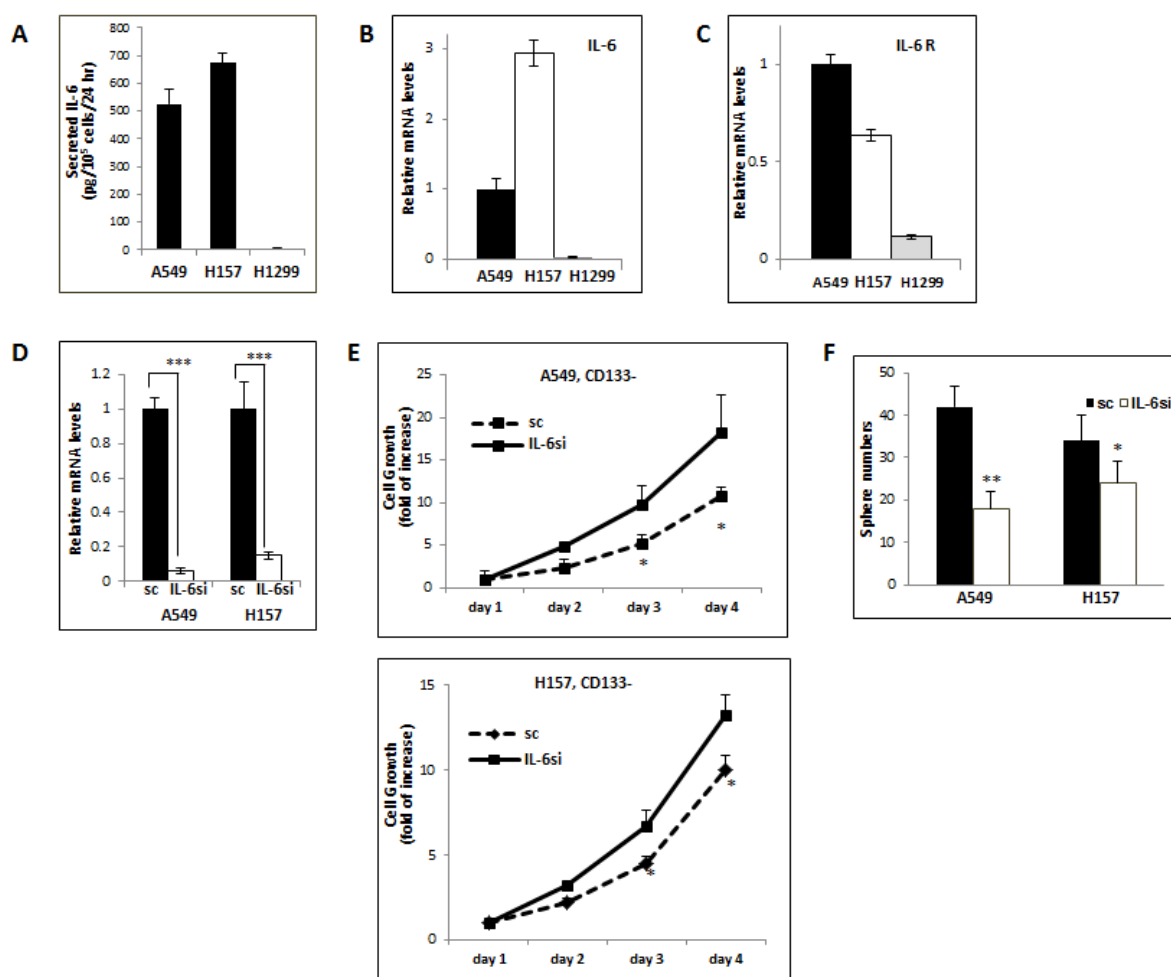 A
Secreted IL-6
(pg/10⁵ cells/24 hr)
800
700
600
500
400
300
200
100
0
A549 H157 H1299
B
IL-6
Relative mRNA levels
3
2
1
0
A549 H157 H1299
C
IL-6 R
Relative mRNA levels
1
0.5
0
A549 H157 H1299
D
Relative mRNA levels
*** ***
1.2
1
0.8
0.6
0.4
0.2
0
sc IL-6si sc IL-6si
A549 H157
E
A549, CD133-
Cell Growth
(fold of increase)
25
20
15
10
5
0
sc
IL-6si
*
*
day 1 day 2 day 3 day 4
F
Sphere numbers
50
40
30
20
10
0
sc IL-6si
**
*
A549 H157
H157, CD133-
Cell Growth
(fold of increase)
15
10
5
0
sc
IL-6si
*
*
day 1 day 2 day 3 day 4